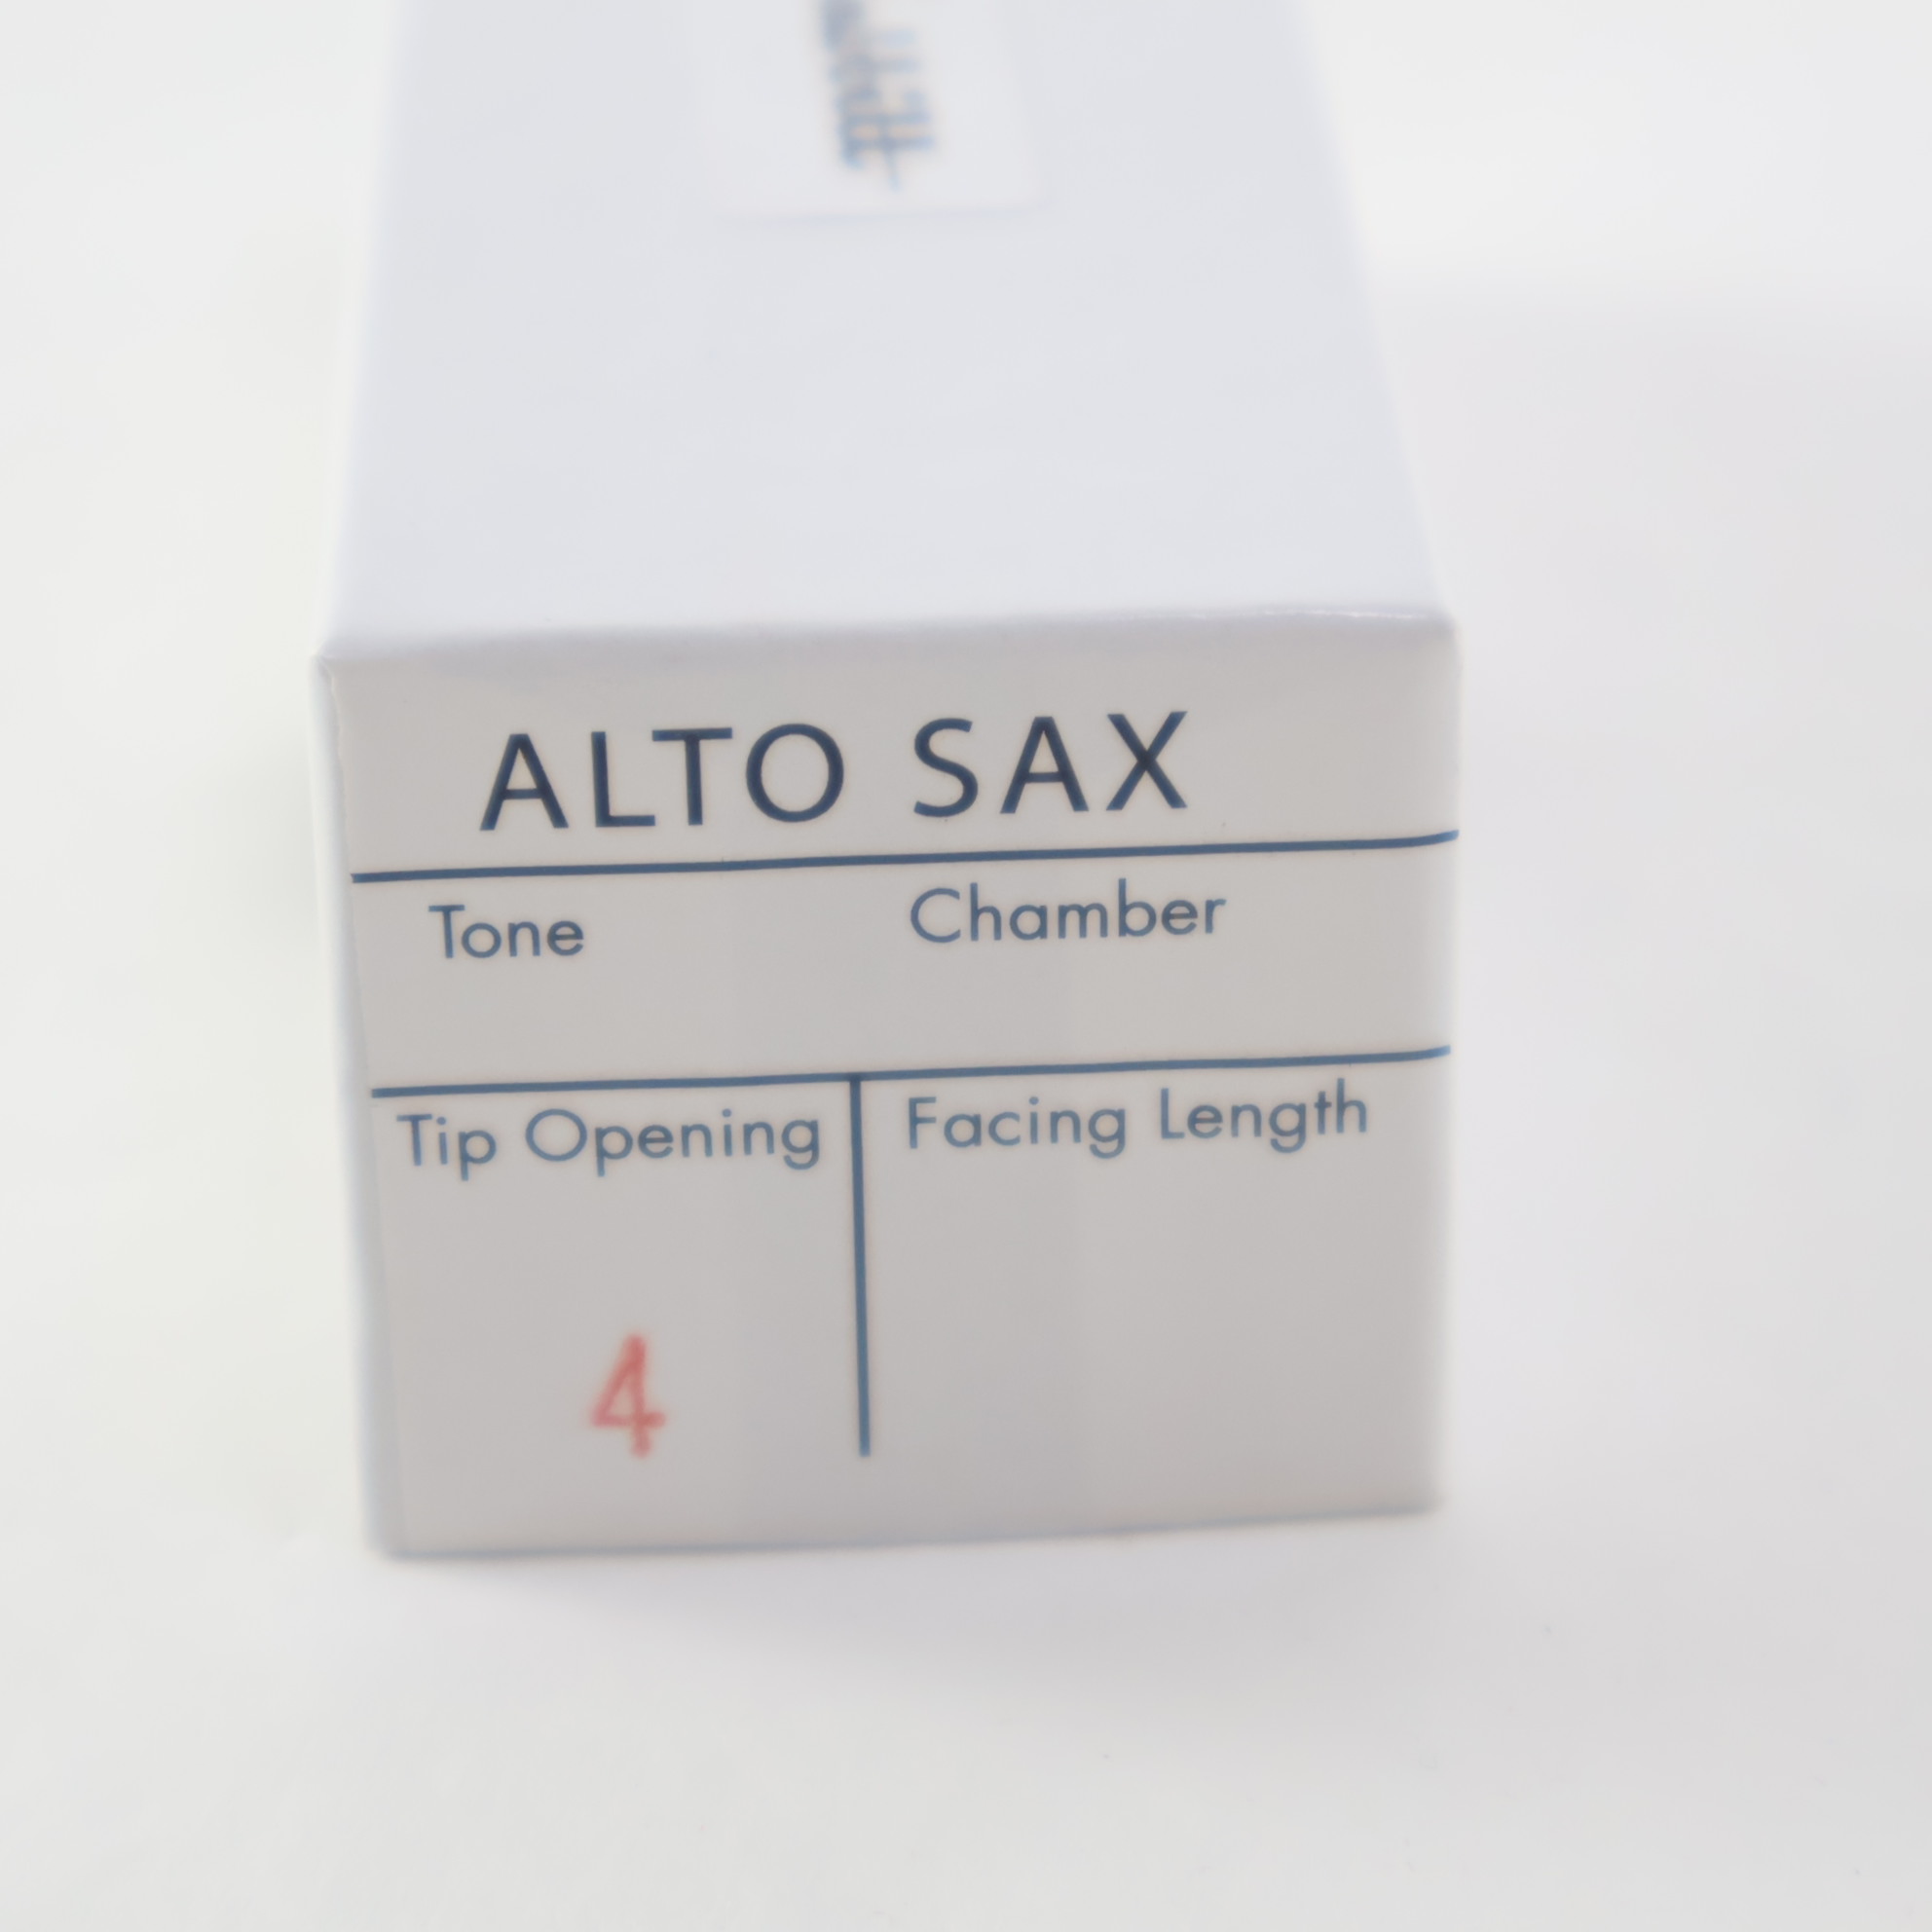 ALTO SAX
Tone Chamber
Tip Opening Facing Length
4